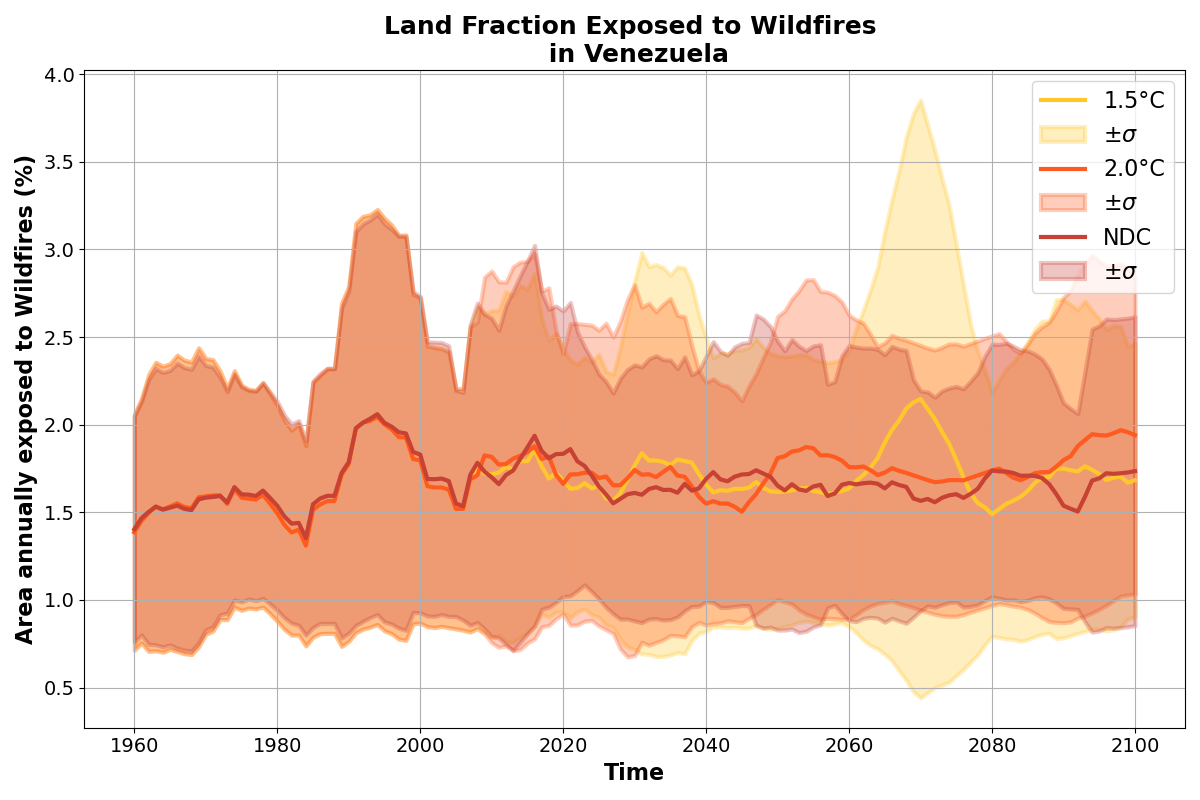 Land Fraction Exposed to Wildfires
in Venezuela
Area annually exposed to Wildfires (%)
4.0
3.5
3.0
2.5
2.0
1.5
1.0
0.5
1.5°C
±σ
2.0°C
±σ
NDC
±σ
1960 1980 2000 2020 2040 2060 2080 2100
Time